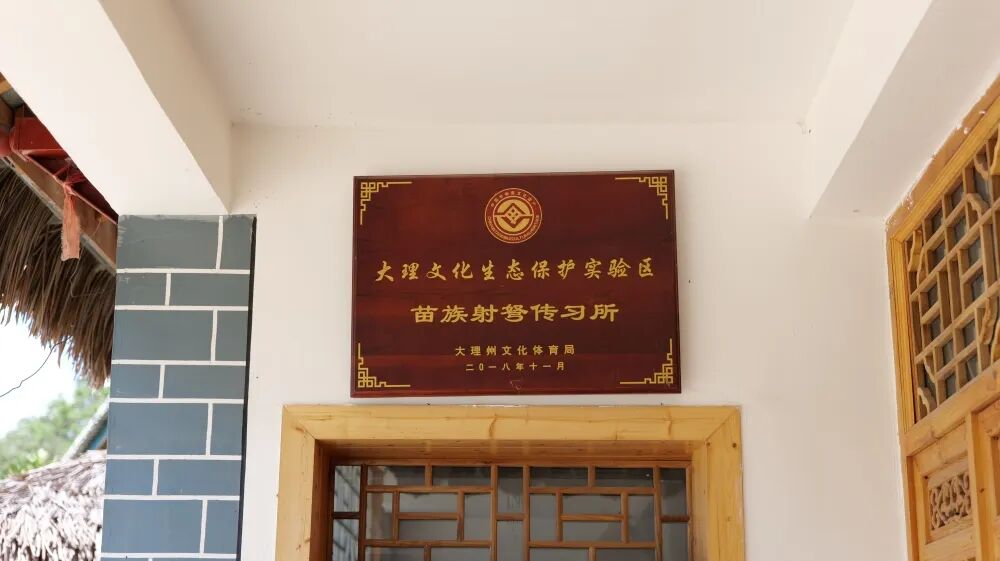 大理文化生态保护实验区
苗族射弩传习所
大理州文化体育局
二〇一八年十一月